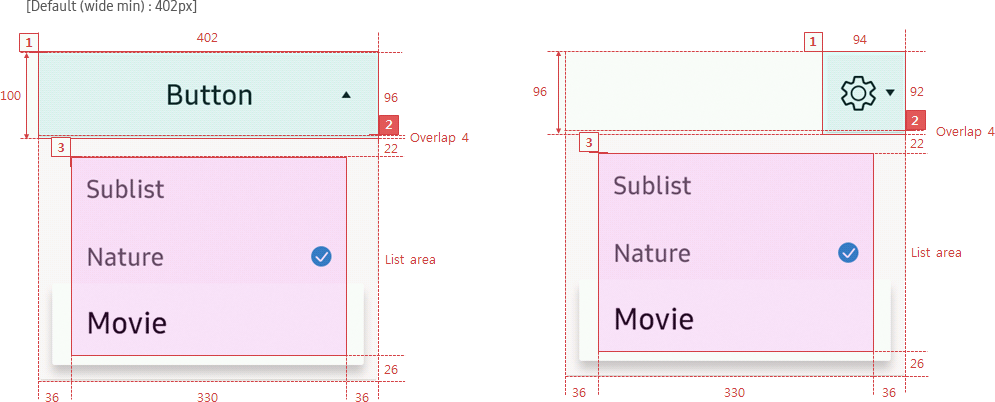 [Default (wide min) : 402px]
1
402
100
Button
96
2
Overlap 4
3
22
Sublist
Nature
List area
Movie
26
36
330
36
1
94
96
92
2
Overlap 4
3
22
Sublist
Nature
List area
Movie
26
36
330
36